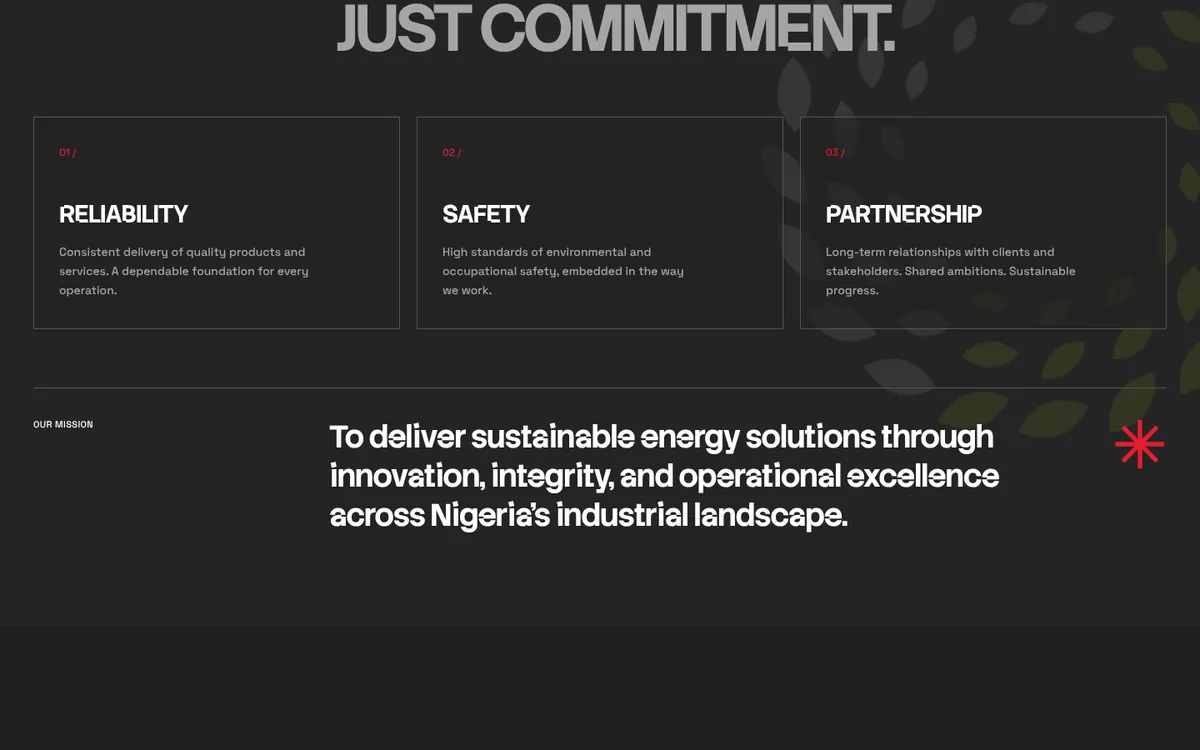 JUST COMMITMENT.
01 /
RELIABILITY
Consistent delivery of quality products and
services. A dependable foundation for every
operation.
02 /
SAFETY
High standards of environmental and
occupational safety, embedded in the way
we work.
03 /
PARTNERSHIP
Long-term relationships with clients and
stakeholders. Shared ambitions. Sustainable
progress.
OUR MISSION
To deliver sustainable energy solutions through
innovation, integrity, and operational excellence
across Nigeria’s industrial landscape.